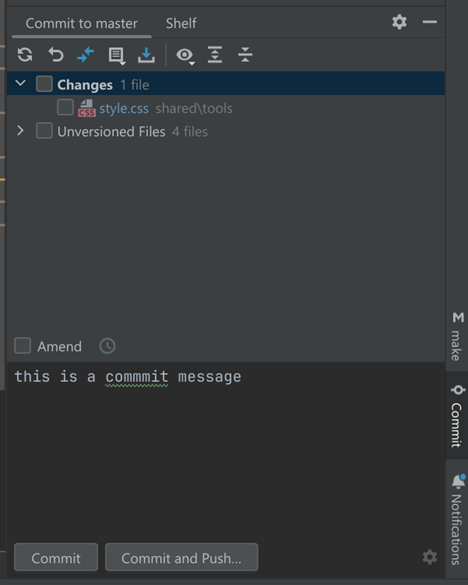 Commit to master Shelf
Changes 1 file
CSS style.css shared\tools
Unversioned Files 4 files
Amend
this is a commmit message
Commit Commit and Push...
M make
Commit
Notifications